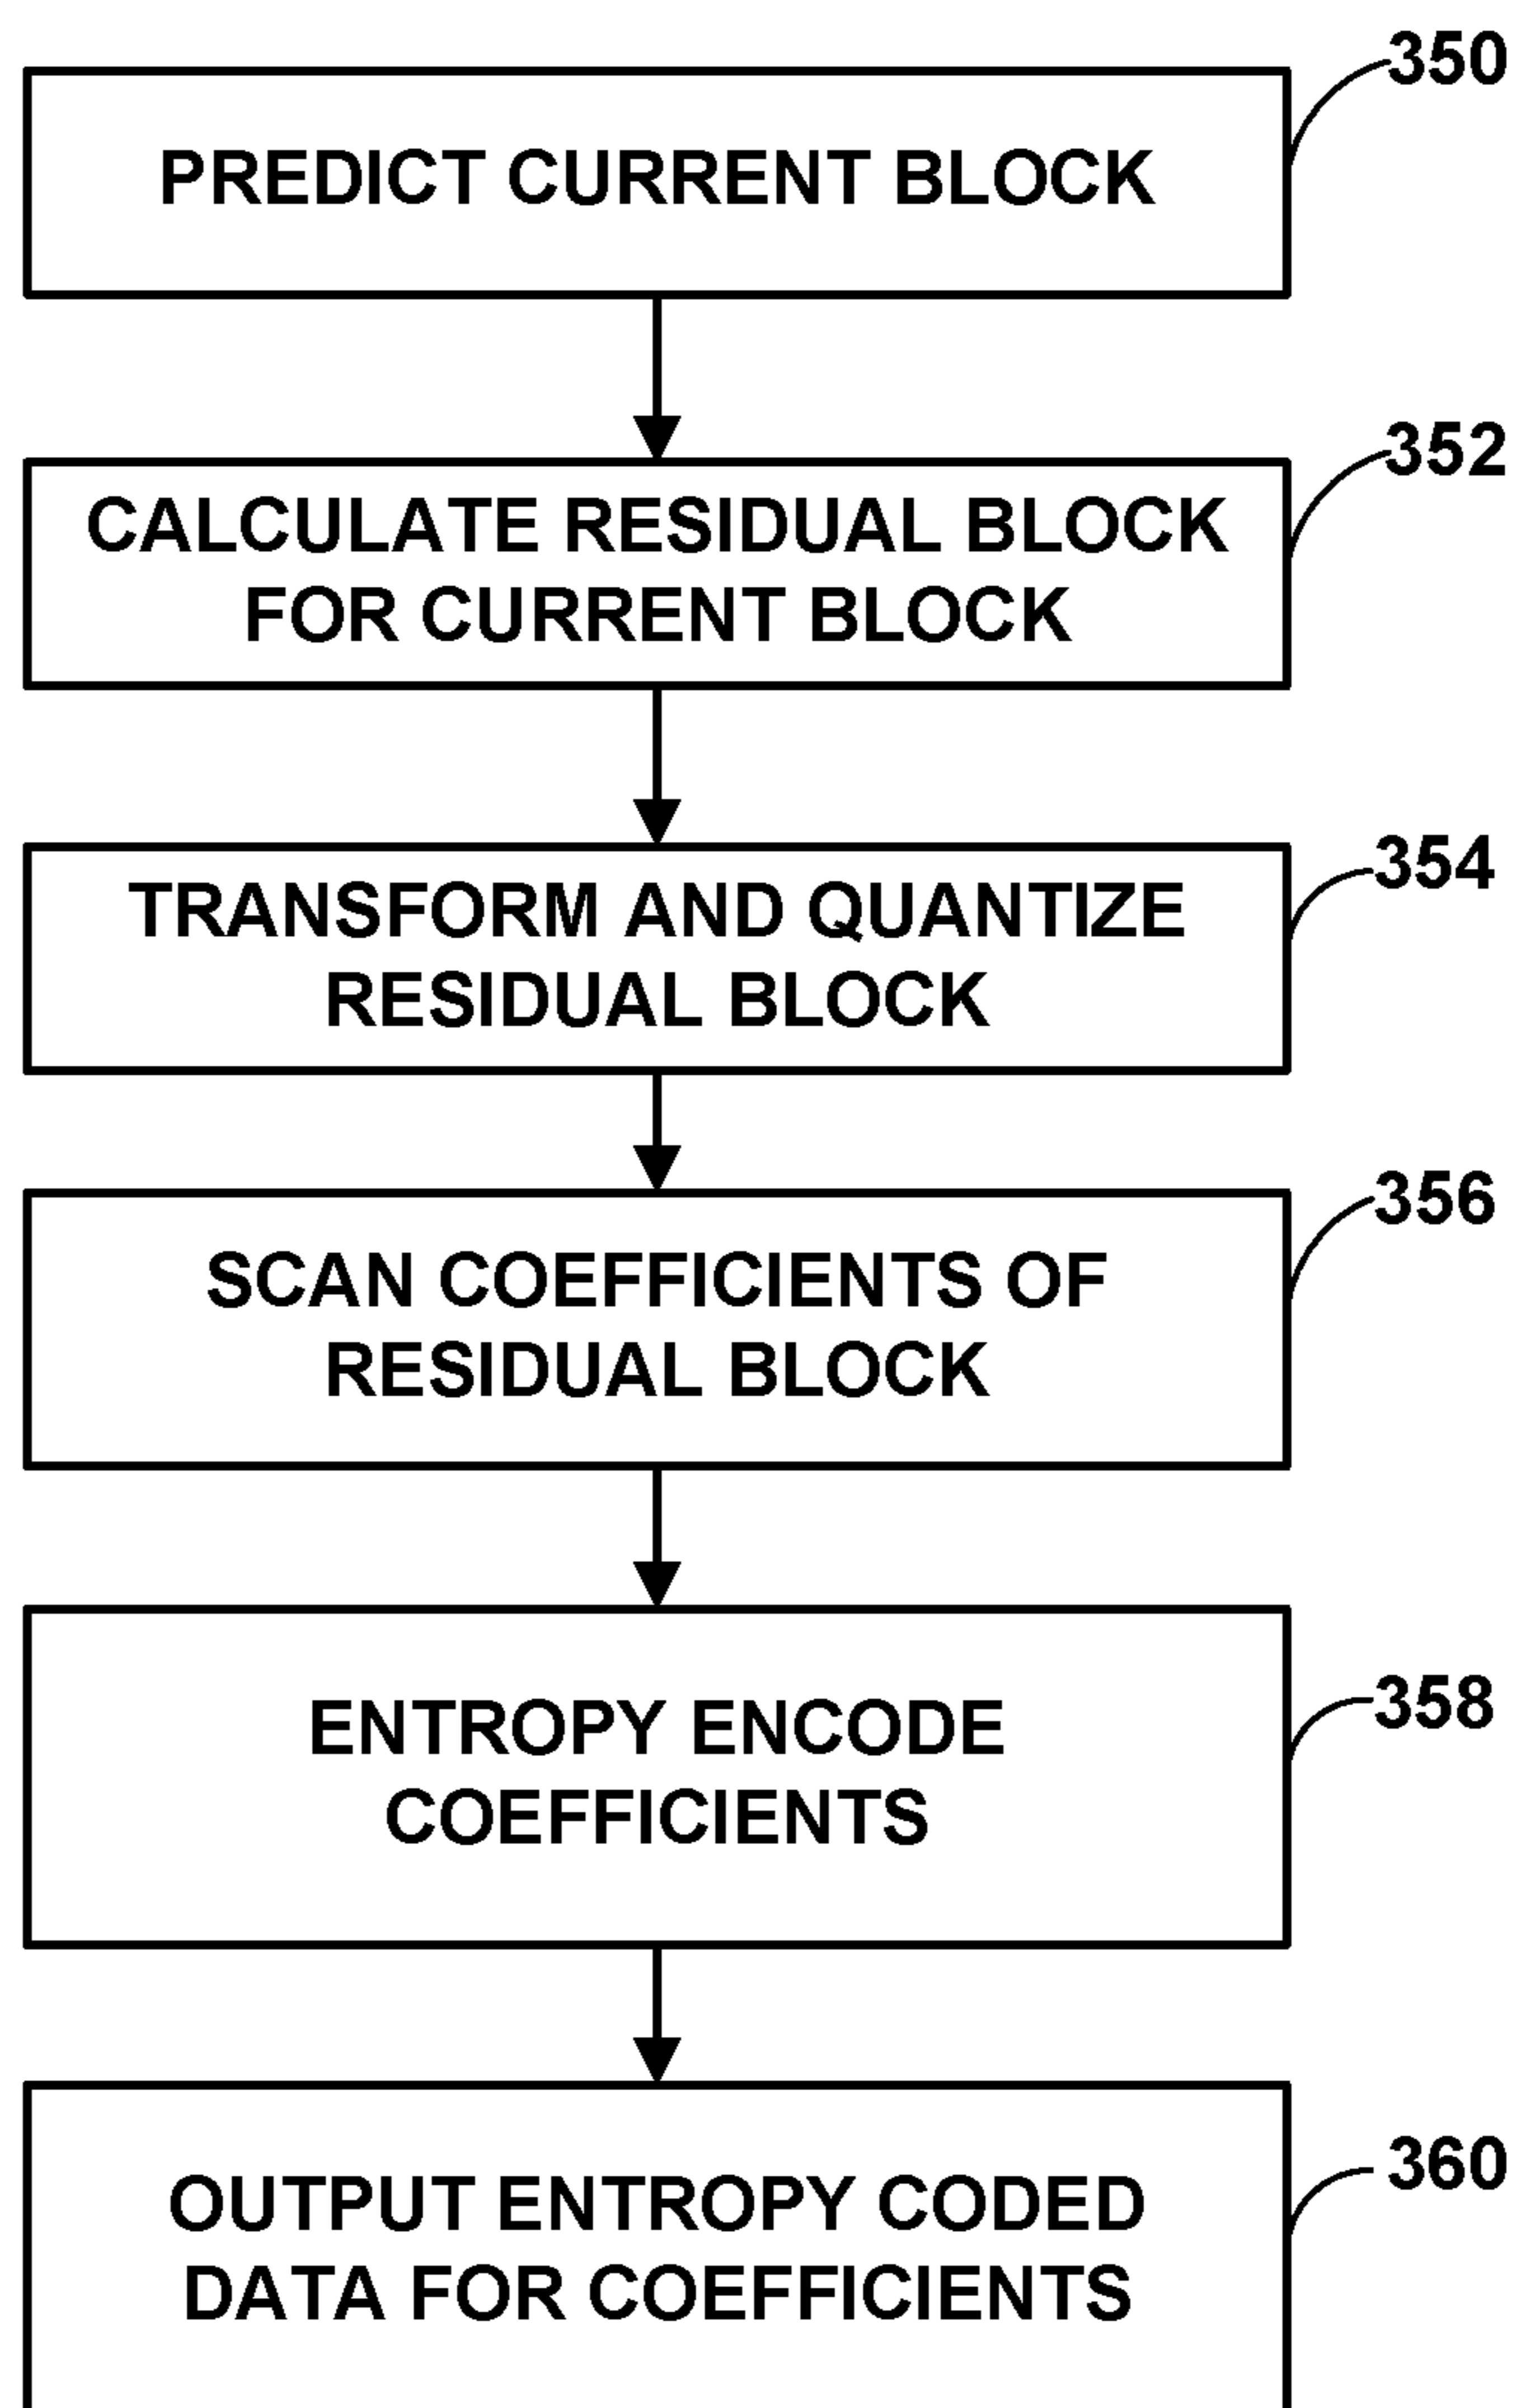 350
PREDICT CURRENT BLOCK
352
CALCULATE RESIDUAL BLOCK
FOR CURRENT BLOCK
354
TRANSFORM AND QUANTIZE
RESIDUAL BLOCK
356
SCAN COEFFICIENTS OF
RESIDUAL BLOCK
358
ENTROPY ENCODE
COEFFICIENTS
360
OUTPUT ENTROPY CODED
DATA FOR COEFFICIENTS